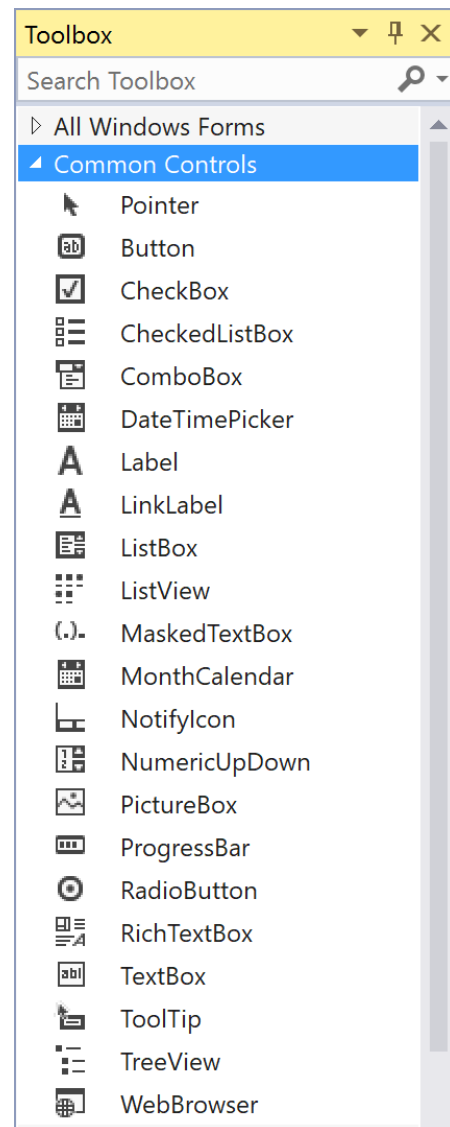 Toolbox
Search Toolbox
All Windows Forms
Common Controls
Pointer
Button
CheckBox
CheckedListBox
ComboBox
DateTimePicker
Label
LinkLabel
ListBox
ListView
MaskedTextBox
MonthCalendar
NotifyIcon
NumericUpDown
PictureBox
ProgressBar
RadioButton
RichTextBox
TextBox
ToolTip
TreeView
WebBrowser